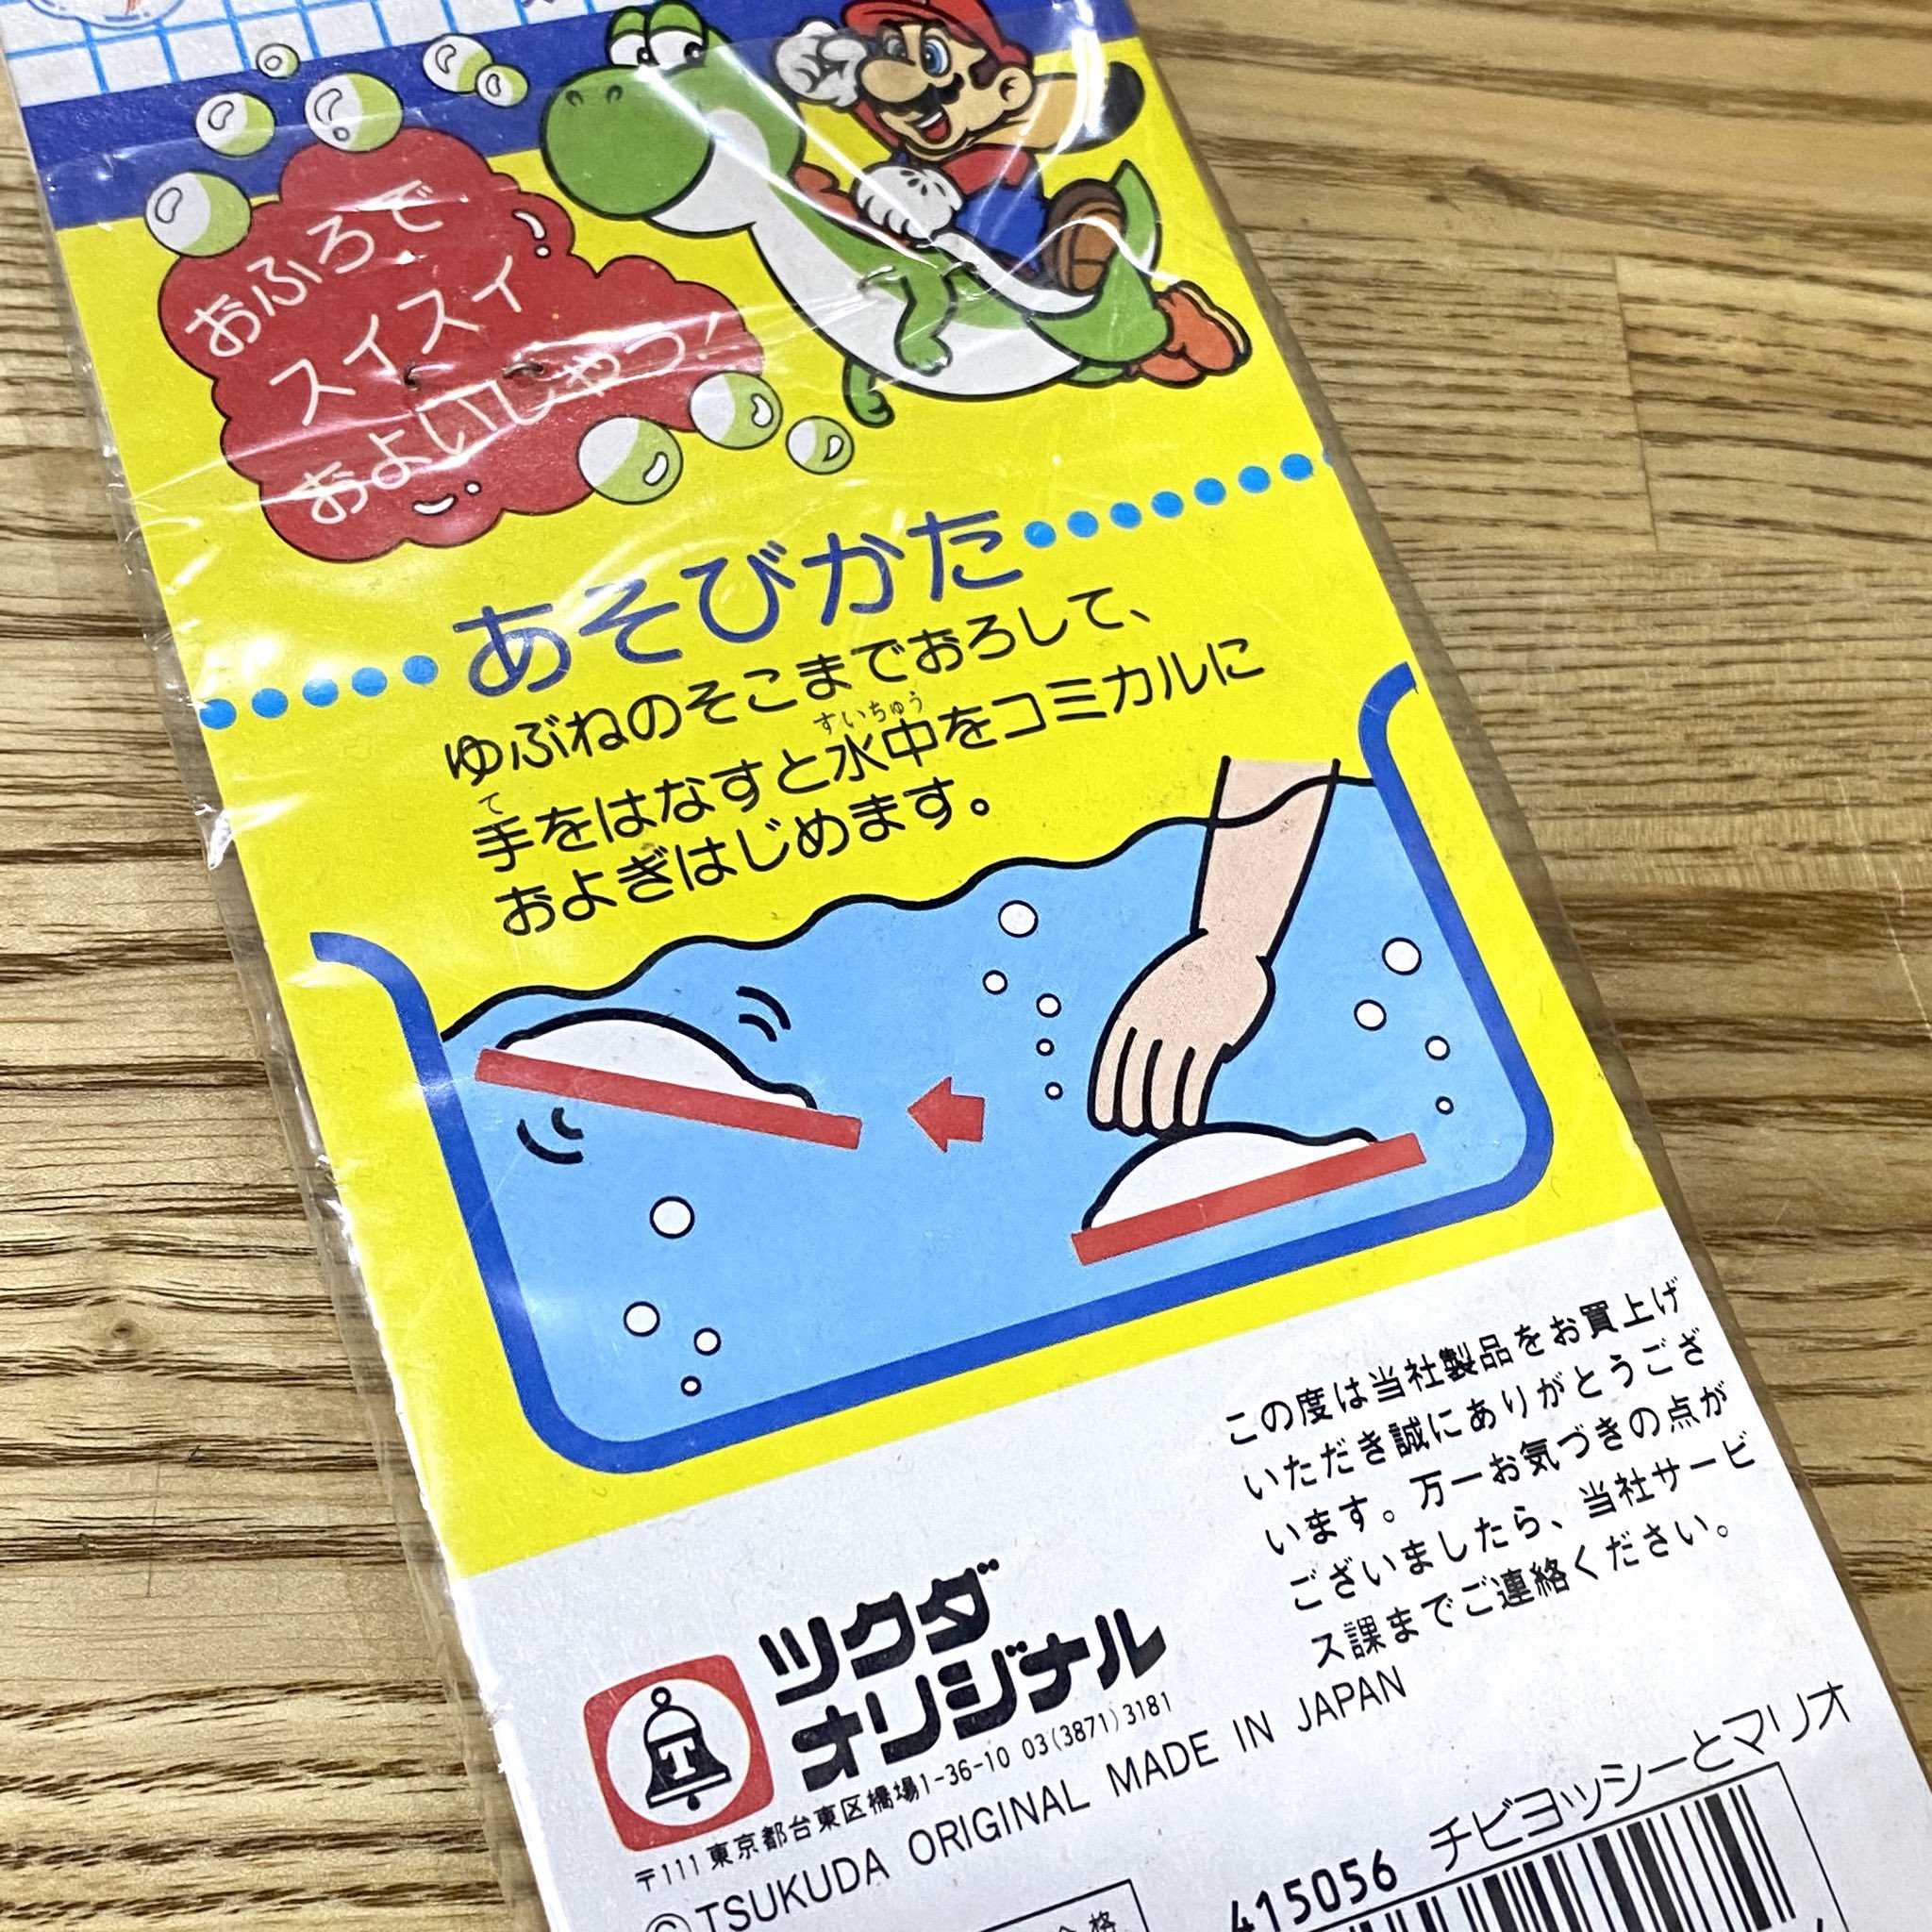 おふろで
スイスイ
およいじゃう!
あそびかた
ゆぶねのそこまでおろして、
手をはなすと水中をコミカルに
て
すいちゅう
およぎはじめます。
この度は当社製品をお買上げ
いただき誠にありがとうござ
います。万一お気づきの点が
ございましたら、当社サービ
ス課までご連絡ください。
ツクダ
オリジナル
〒111 東京都台東区橋場1-36-10 03(3871)3181
©TSUKUDA ORIGINAL MADE IN JAPAN
415056 チビヨッシーとマリオ
合格